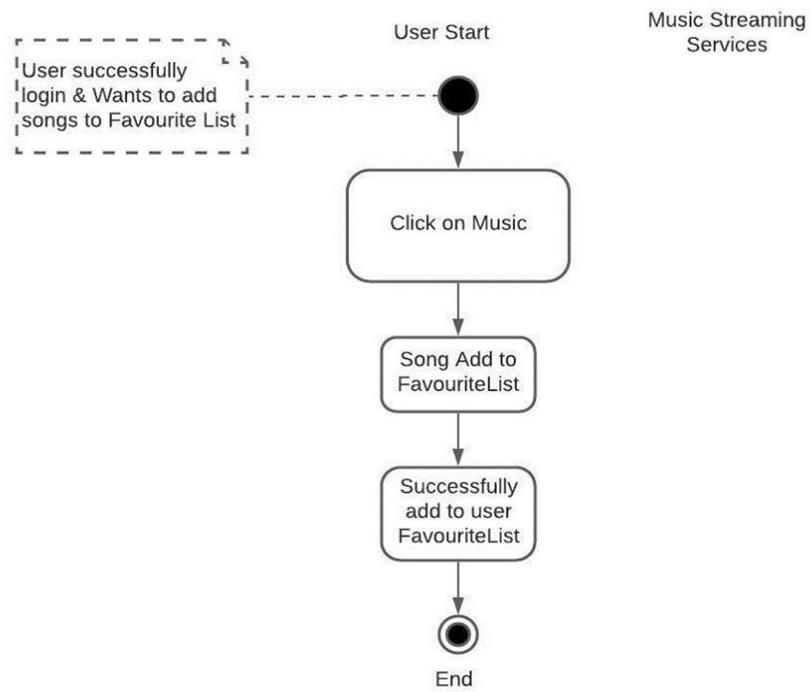 User Start
Music Streaming
Services
User successfully
login & Wants to add
songs to Favourite List
Click on Music
Song Add to
FavouriteList
Successfully
add to user
FavouriteList
End